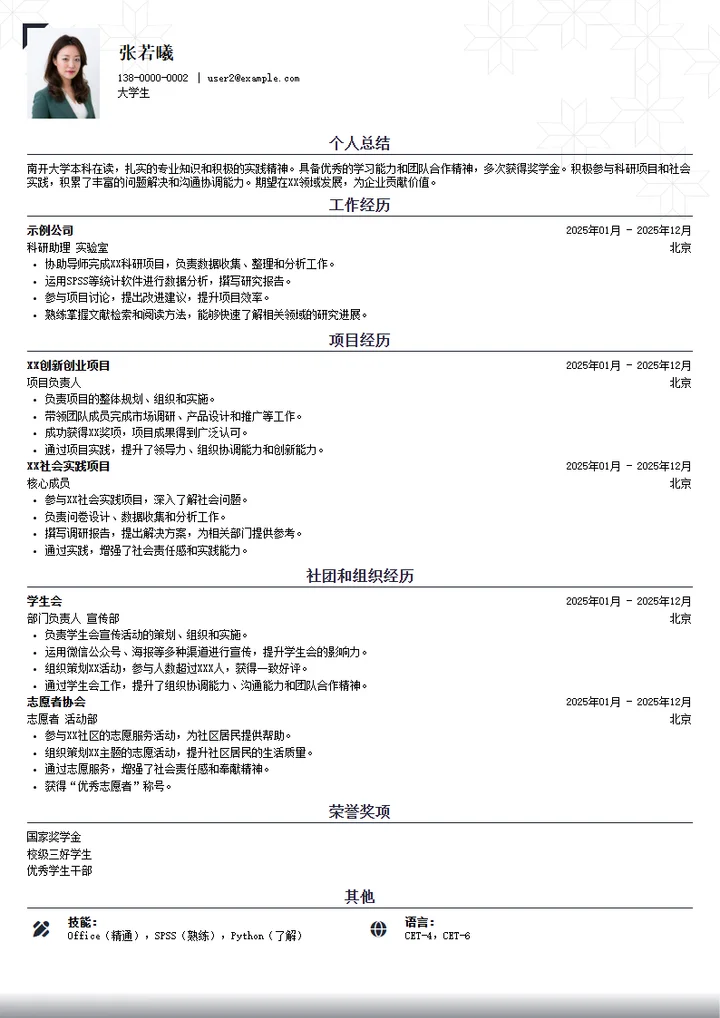 张若曦
138-0000-0002 | user2@example.com
大学生
个人总结
南开大学本科在读，扎实的专业知识和积极的实践精神。具备优秀的学习能力和团队合作精神，多次获得奖学金。积极参与科研项目和社会
实践，积累了丰富的问题解决和沟通协调能力。期望在XX领域发展，为企业贡献价值。
工作经历
示例公司 2025年01月 - 2025年12月
科研助理 实验室 北京
• 协助导师完成XX科研项目，负责数据收集、整理和分析工作。
• 运用SPSS等统计软件进行数据分析，撰写研究报告。
• 参与项目讨论，提出改进建议，提升项目效率。
• 熟练掌握文献检索和阅读方法，能够快速了解相关领域的研究进展。
项目经历
XX创新创业项目 2025年01月 - 2025年12月
项目负责人 北京
• 负责项目的整体规划、组织和实施。
• 带领团队成员完成市场调研、产品设计和推广等工作。
• 成功获得XX奖项，项目成果得到广泛认可。
• 通过项目实践，提升了领导力、组织协调能力和创新能力。
XX社会实践项目 2025年01月 - 2025年12月
核心成员 北京
• 参与XX社会实践项目，深入了解社会问题。
• 负责问卷设计、数据收集和分析工作。
• 撰写调研报告，提出解决方案，为相关部门提供参考。
• 通过实践，增强了社会责任感和实践能力。
社团和组织经历
学生会 2025年01月 - 2025年12月
部门负责人 宣传部 北京
• 负责学生会宣传活动的策划、组织和实施。
• 运用微信公众号、海报等多种渠道进行宣传，提升学生会的影响力。
• 组织策划XX活动，参与人数超过XXX人，获得一致好评。
• 通过学生会工作，提升了组织协调能力、沟通能力和团队合作精神。
志愿者协会 2025年01月 - 2025年12月
志愿者 活动部 北京
• 参与XX社区的志愿服务活动，为社区居民提供帮助。
• 组织策划XX主题的志愿活动，提升社区居民的生活质量。
• 通过志愿服务，增强了社会责任感和奉献精神。
• 获得“优秀志愿者”称号。
荣誉奖项
国家奖学金
校级三好学生
优秀学生干部
其他
技能： 语言：
Office（精通），SPSS（熟练），Python（了解） CET-4，CET-6